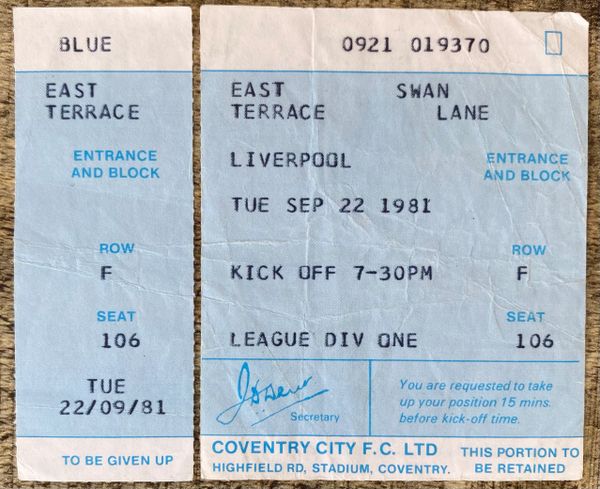 BLUE
EAST
TERRACE
ENTRANCE
AND BLOCK
ROW
F
SEAT
106
TUE
22/09/81
TO BE GIVEN UP
0921 019370
EAST SWAN
TERRACE LANE
LIVERPOOL
ENTRANCE
AND BLOCK
TUE SEP 22 1981
ROW
KICK OFF 7-30PM F
SEAT
LEAGUE DIV ONE 106
Secretary
You are requested to take
up your position 15 mins.
before kick-off time.
COVENTRY CITY F.C. LTD
HIGHFIELD RD, STADIUM, COVENTRY.
THIS PORTION TO
BE RETAINED